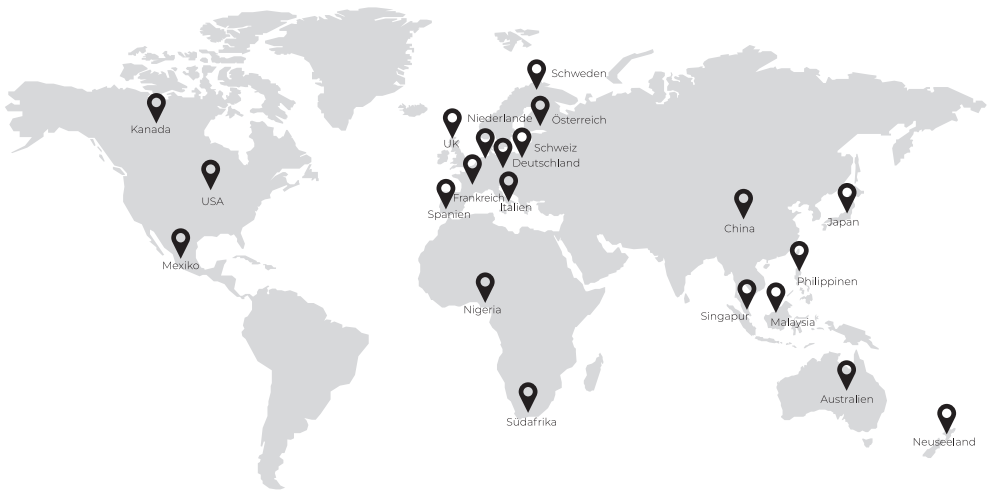 Schweden
Kanada
Niederlande
Österreich
UK
Schweiz
Deutschland
USA
Frankreich
Italien
Spanien
China
Japan
Mexiko
Philippinen
Nigeria
Singapur
Malaysia
Australien
Südafrika
Neuseeland